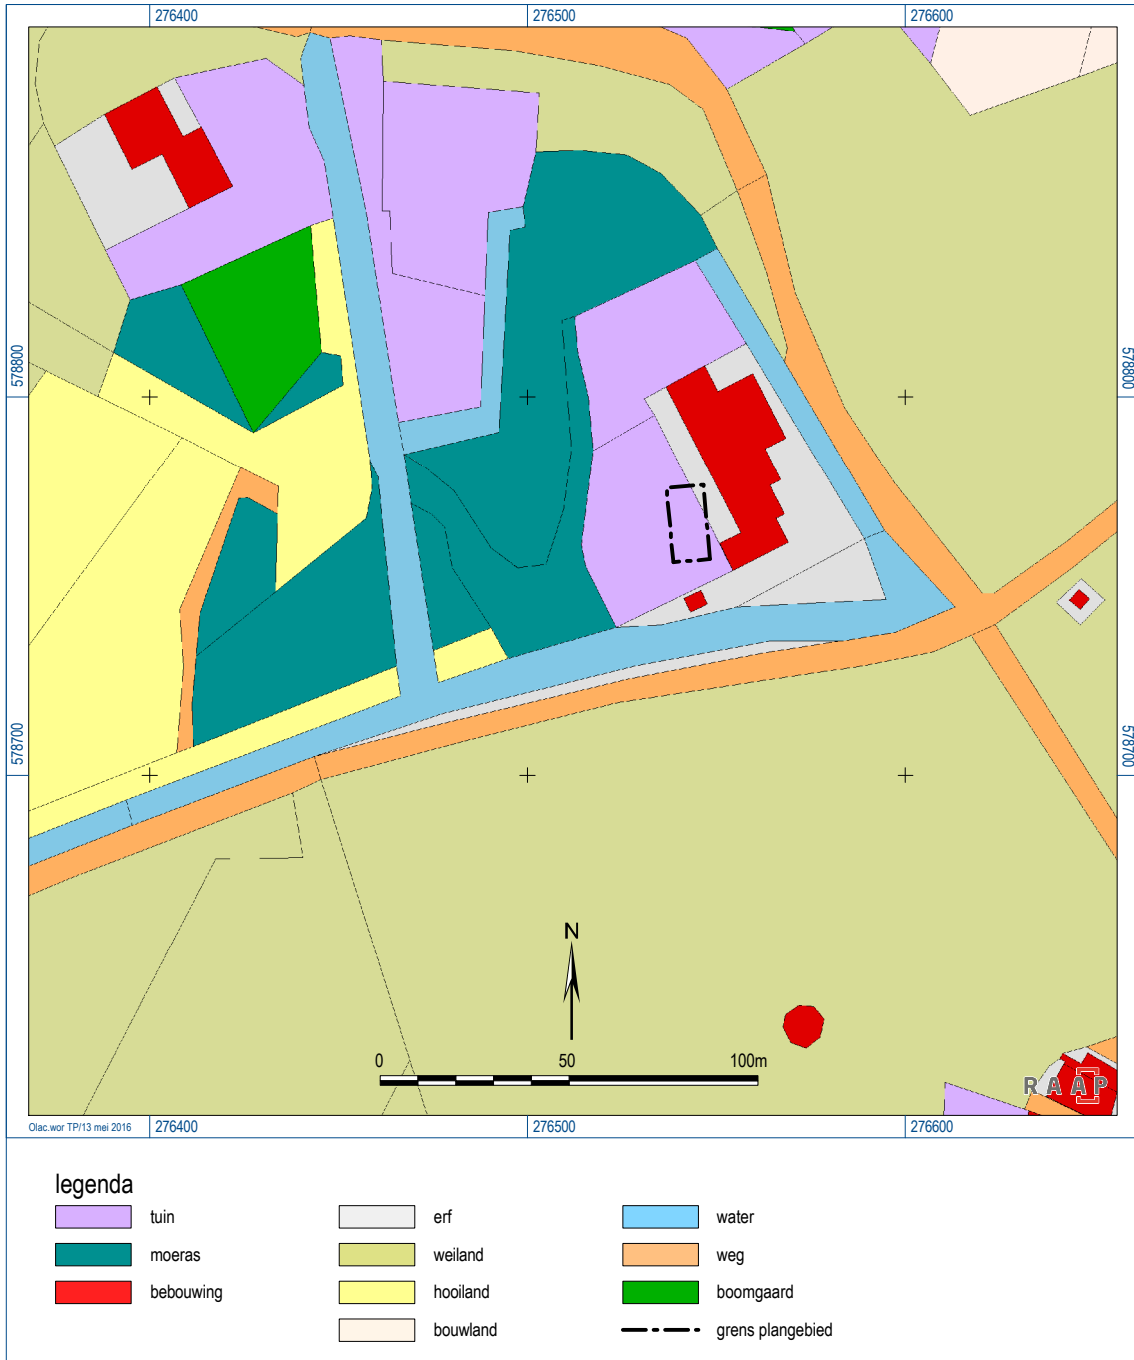 276400 276500 276600
578800 578800
578700 578700
N
0 50 100m
RAAP
Olac.wor TP/13 mei 2016
276400 276500 276600
legenda
tuin erf water
moeras weiland weg
bebouwing hooiland boomgaard
bouwland grens plangebied